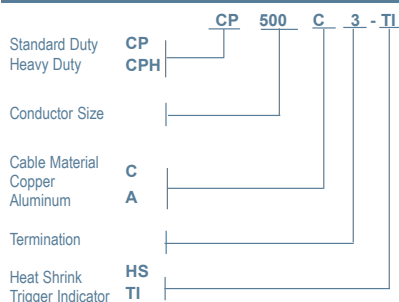 CP 500 C 3 - TI
Standard Duty CP
Heavy Duty CPH
Conductor Size
Cable Material
Copper C
Aluminum A
Termination
Heat Shrink HS
Trigger Indicator TI